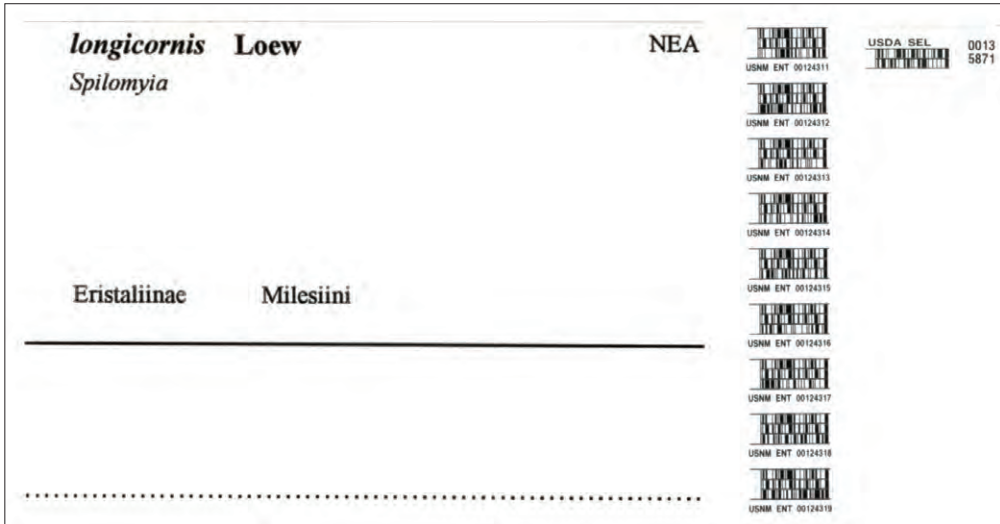 longicornis Loew NEA
Spilomyia
Eristaliinae Milesiini
USNM ENT 00124311
USNM ENT 00124312
USNM ENT 00124313
USNM ENT 00124314
USNM ENT 00124315
USNM ENT 00124316
USNM ENT 00124317
USNM ENT 00124318
USNM ENT 00124319
USDA SEL 0013
5871